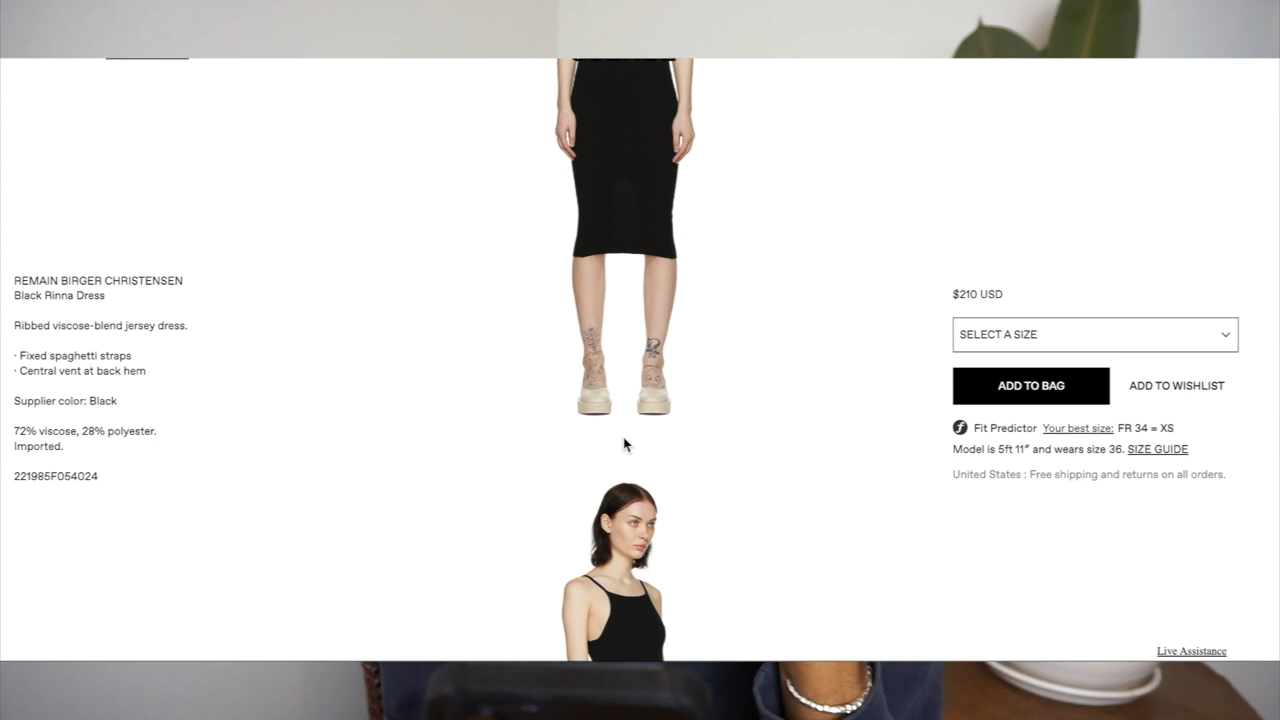 REMAIN BIRGER CHRISTENSEN
Black Rinna Dress
Ribbed viscose-blend jersey dress.
· Fixed spaghetti straps
· Central vent at back hem
Supplier color: Black
72% viscose, 28% polyester.
Imported.
221985F054024
$210 USD
SELECT A SIZE
ADD TO BAG ADD TO WISHLIST
Fit Predictor Your best size: FR 34 = XS
Model is 5ft 11" and wears size 36. SIZE GUIDE
United States : Free shipping and returns on all orders.
Live Assistance